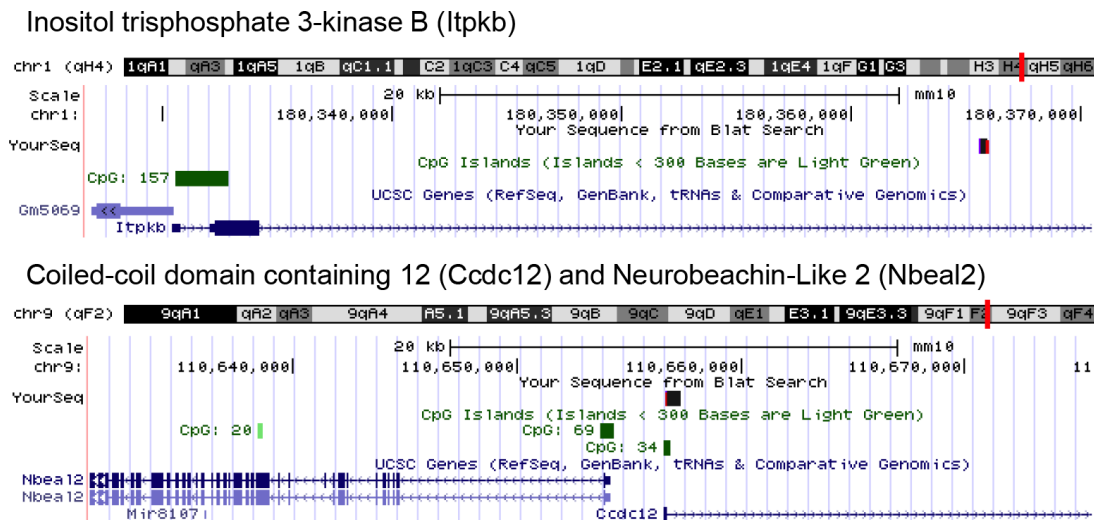 Inositol trisphosphate 3-kinase B (Itpkb)
chr1 (qH4) 1qA1 qA3 1qA5 1qB qC1.1 C2 1qC3 C4 qC5 1qD E2.1 qE2.3 1qE4 1qF G1 G3 H3 H4 qH5 qH6
Scale 20 kb mm10
chr1: 180,340,000 180,350,000 180,360,000 180,370,000
Your Sequence from Blat Search
YourSeq
CpG Islands (Islands < 300 Bases are Light Green)
CpG: 157
UCSC Genes (RefSeq, GenBank, tRNAs & Comparative Genomics)
Gm5069
Itpkb
Coiled-coil domain containing 12 (Ccdc12) and Neurobeachin-Like 2 (Nbeal2)
chr9 (qF2) 9qA1 qA2 qA3 9qA4 A5.1 9qA5.3 9qB 9qC 9qD qE1 E3.1 9qE3.3 9qF1 F2 9qF3 qF4
Scale 20 kb mm10
chr9: 110,640,000 110,650,000 110,660,000 110,670,000 11
Your Sequence from Blat Search
YourSeq
CpG Islands (Islands < 300 Bases are Light Green)
CpG: 20 CpG: 69
CpG: 34
UCSC Genes (RefSeq, GenBank, tRNAs & Comparative Genomics)
Nbeal2
Nbeal2
Mir8107 Ccdc12